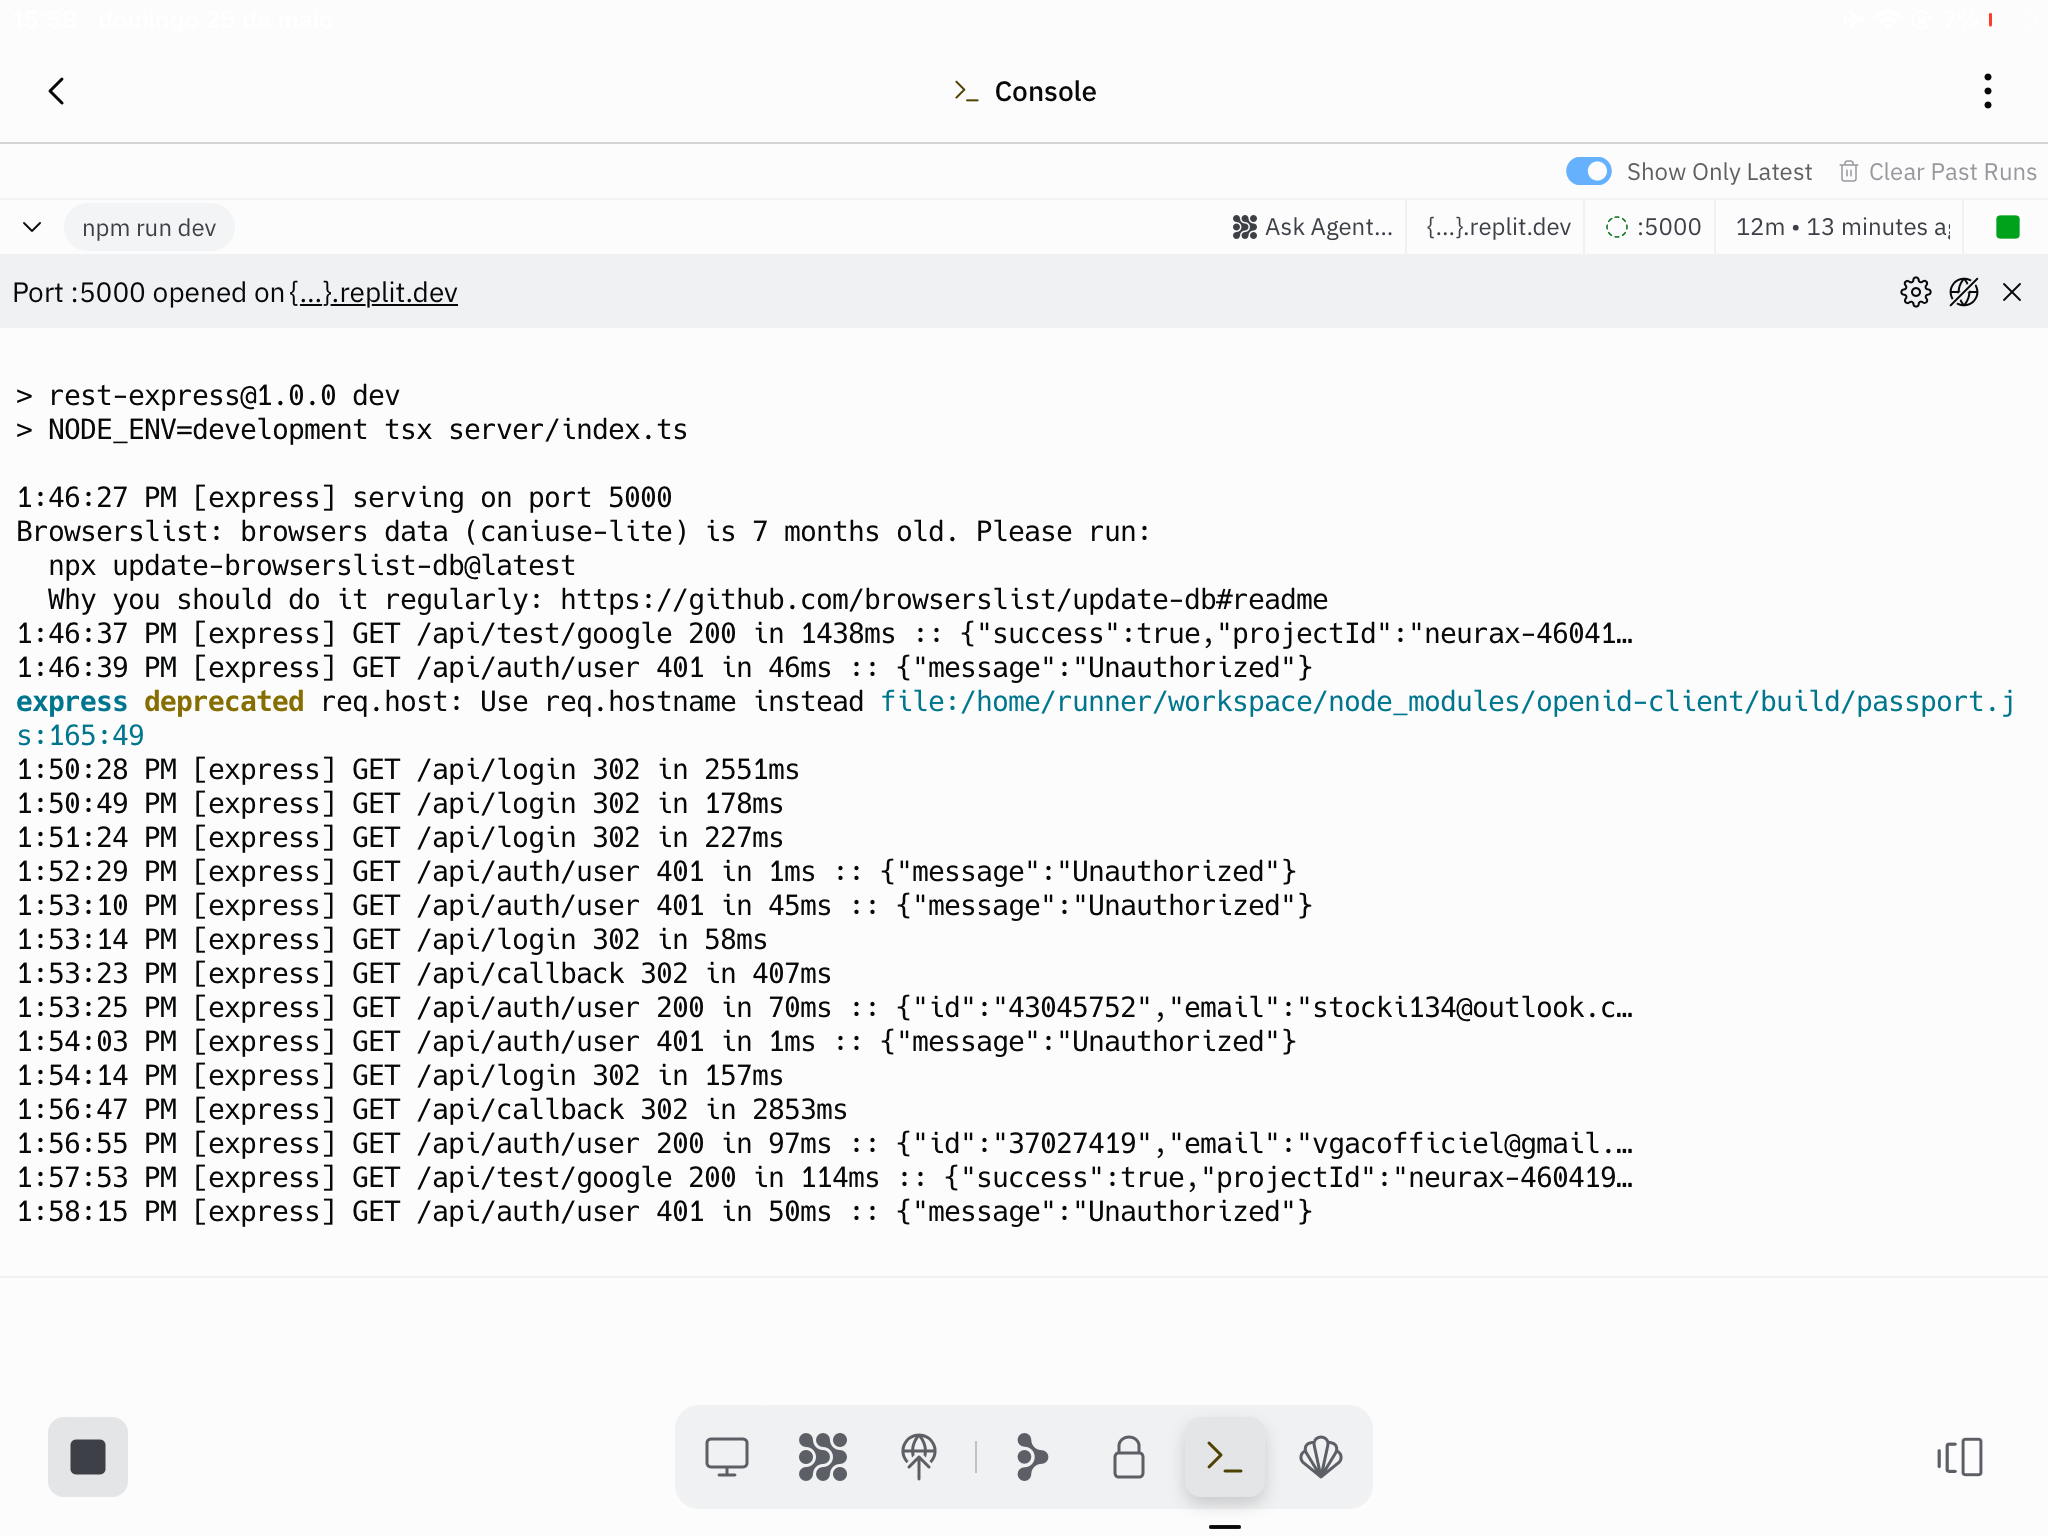 15:59 domingo 25 de maio
7%
>_ Console
Show Only Latest Clear Past Runs
npm run dev Ask Agent... {...}.replit.dev :5000 12m • 13 minutes a
Port :5000 opened on {...}.replit.dev
> rest-express@1.0.0 dev
> NODE_ENV=development tsx server/index.ts
1:46:27 PM [express] serving on port 5000
Browserslist: browsers data (caniuse-lite) is 7 months old. Please run:
npx update-browserslist-db@latest
Why you should do it regularly: https://github.com/browserslist/update-db#readme
1:46:37 PM [express] GET /api/test/google 200 in 1438ms :: {"success":true,"projectId":"neurax-46041…
1:46:39 PM [express] GET /api/auth/user 401 in 46ms :: {"message":"Unauthorized"}
express deprecated req.host: Use req.hostname instead file:/home/runner/workspace/node_modules/openid-client/build/passport.j
s:165:49
1:50:28 PM [express] GET /api/login 302 in 2551ms
1:50:49 PM [express] GET /api/login 302 in 178ms
1:51:24 PM [express] GET /api/login 302 in 227ms
1:52:29 PM [express] GET /api/auth/user 401 in 1ms :: {"message":"Unauthorized"}
1:53:10 PM [express] GET /api/auth/user 401 in 45ms :: {"message":"Unauthorized"}
1:53:14 PM [express] GET /api/login 302 in 58ms
1:53:23 PM [express] GET /api/callback 302 in 407ms
1:53:25 PM [express] GET /api/auth/user 200 in 70ms :: {"id":"43045752","email":"stocki134@outlook.c…
1:54:03 PM [express] GET /api/auth/user 401 in 1ms :: {"message":"Unauthorized"}
1:54:14 PM [express] GET /api/login 302 in 157ms
1:56:47 PM [express] GET /api/callback 302 in 2853ms
1:56:55 PM [express] GET /api/auth/user 200 in 97ms :: {"id":"37027419","email":"vgacofficiel@gmail.…
1:57:53 PM [express] GET /api/test/google 200 in 114ms :: {"success":true,"projectId":"neurax-460419…
1:58:15 PM [express] GET /api/auth/user 401 in 50ms :: {"message":"Unauthorized"}